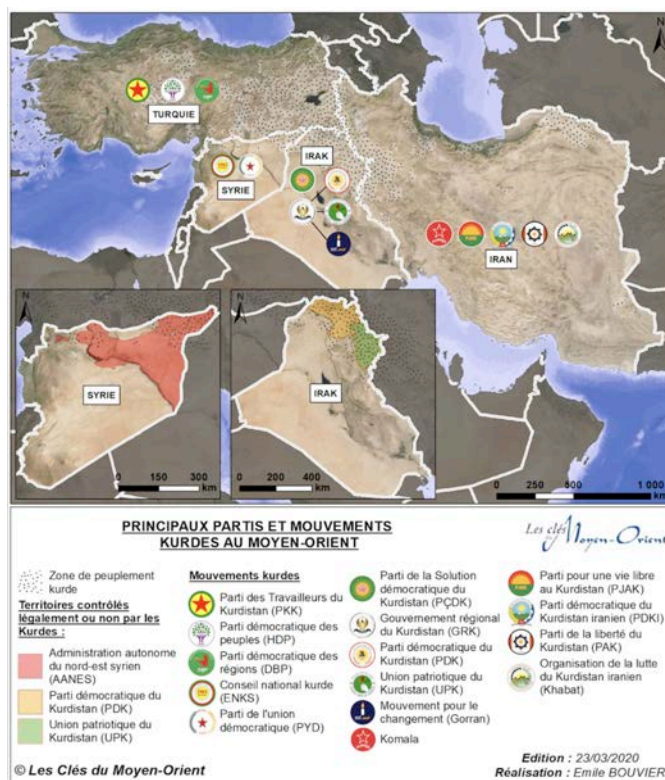 TURQUIE
SYRIE
IRAK
IRAN
N
SYRIE
0 150 300
km
N
IRAK
0 200 400
km
0 250 500 1 000
km
PRINCIPAUX PARTIS ET MOUVEMENTS
KURDES AU MOYEN-ORIENT
Les clés du Moyen-Orient
Zone de peuplement
kurde
Territoires contrôlés
légalement ou non par les
Kurdes :
Administration autonome
du nord-est syrien
(AANES)
Parti démocratique du
Kurdistan (PDK)
Union patriotique du
Kurdistan (UPK)
Mouvements kurdes
Parti des Travailleurs du
Kurdistan (PKK)
Parti démocratique des
peuples (HDP)
Parti démocratique des
régions (DBP)
Conseil national kurde
(ENKS)
Parti de l'union
démocratique (PYD)
Parti de la Solution
démocratique du
Kurdistan (PÇDK)
Gouvernement régional
du Kurdistan (GRK)
Parti démocratique du
Kurdistan (PDK)
Union patriotique du
Kurdistan (UPK)
Mouvement pour le
changement (Gorran)
Komala
Parti pour une vie libre
au Kurdistan (PJAK)
Parti démocratique du
Kurdistan iranien (PDKI)
Parti de la liberté du
Kurdistan (PAK)
Organisation de la lutte
du Kurdistan iranien
(Khabat)
© Les Clés du Moyen-Orient
Edition : 23/03/2020
Réalisation : Emile BOUVIER